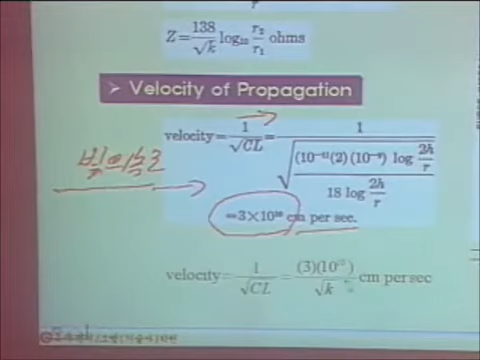 Z = 138/√k log₁₀ r₂/r₁ ohms
➤ Velocity of Propagation
velocity = 1/√CL = 1/√((10⁻¹¹(2)(10⁻⁹) log 2h/r)/(18 log 2h/r))
빛의 속도
=3×10¹⁰ cm per sec.
velocity = 1/√CL = (3)(10¹⁰)/√k cm per sec